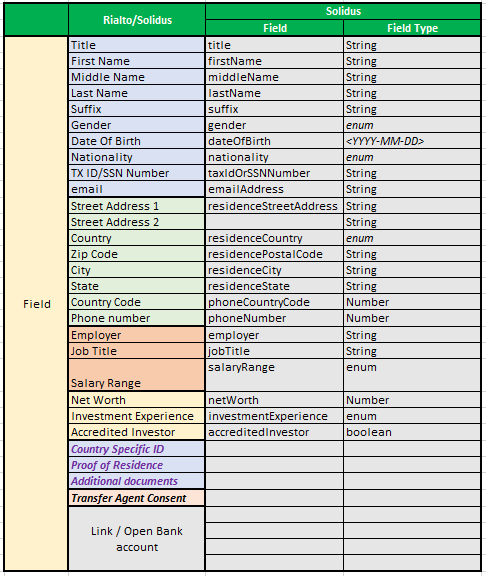 Rialto/Solidus Solidus
Field Field Type
Title title String
First Name firstName String
Middle Name middleName String
Last Name lastName String
Suffix suffix String
Gender gender enum
Date Of Birth dateOfBirth <YYYY-MM-DD>
Nationality nationality enum
TX ID/SSN Number taxIdOrSSNNumber String
email emailAddress String
Street Address 1 residenceStreetAddress String
Street Address 2 String
Country residenceCountry enum
Zip Code residencePostalCode String
City residenceCity String
State residenceState String
Field
Country Code phoneCountryCode Number
Phone number phoneNumber Number
Employer employer String
Job Title jobTitle String
Salary Range salaryRange enum
Net Worth netWorth Number
Investment Experience investmentExperience enum
Accredited Investor accreditedInvestor boolean
Country Specific ID
Proof of Residence
Additional documents
Transfer Agent Consent
Link / Open Bank
account